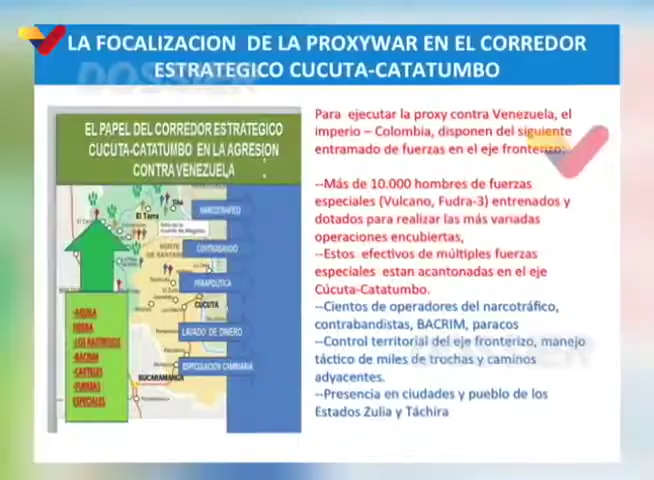 LA FOCALIZACION DE LA PROXYWAR EN EL CORREDOR
ESTRATEGICO CUCUTA-CATATUMBO
DOSSIER
EL PAPEL DEL CORREDOR ESTRATEGICO
CUCUTA-CATATUMBO EN LA AGRESION
CONTRA VENEZUELA
El Tarra
Tibú
NARCOTRAFICO
CONTRABANDO
NORTE
DE SANTANDER
PARAPOLITICA
CUCUTA
LAVADO DE DINERO
ESPECULACION CAMBIARIA
BUCARAMANGA
-AGUILA
NEGRA
-LOS RASTROJOS
-BACRIM
-CARTELES
-FUERZAS
ESPECIALES
Para ejecutar la proxy contra Venezuela, el
imperio – Colombia, disponen del siguiente
entramado de fuerzas en el eje fronterizo;
--Más de 10.000 hombres de fuerzas
especiales (Vulcano, Fudra-3) entrenados y
dotados para realizar las más variadas
operaciones encubiertas,
--Estos efectivos de múltiples fuerzas
especiales estan acantonadas en el eje
Cúcuta-Catatumbo.
--Cientos de operadores del narcotráfico,
contrabandistas, BACRIM, paracos
--Control territorial del eje fronterizo, manejo
táctico de miles de trochas y caminos
adyacentes.
--Presencia en ciudades y pueblo de los
Estados Zulia y Táchira